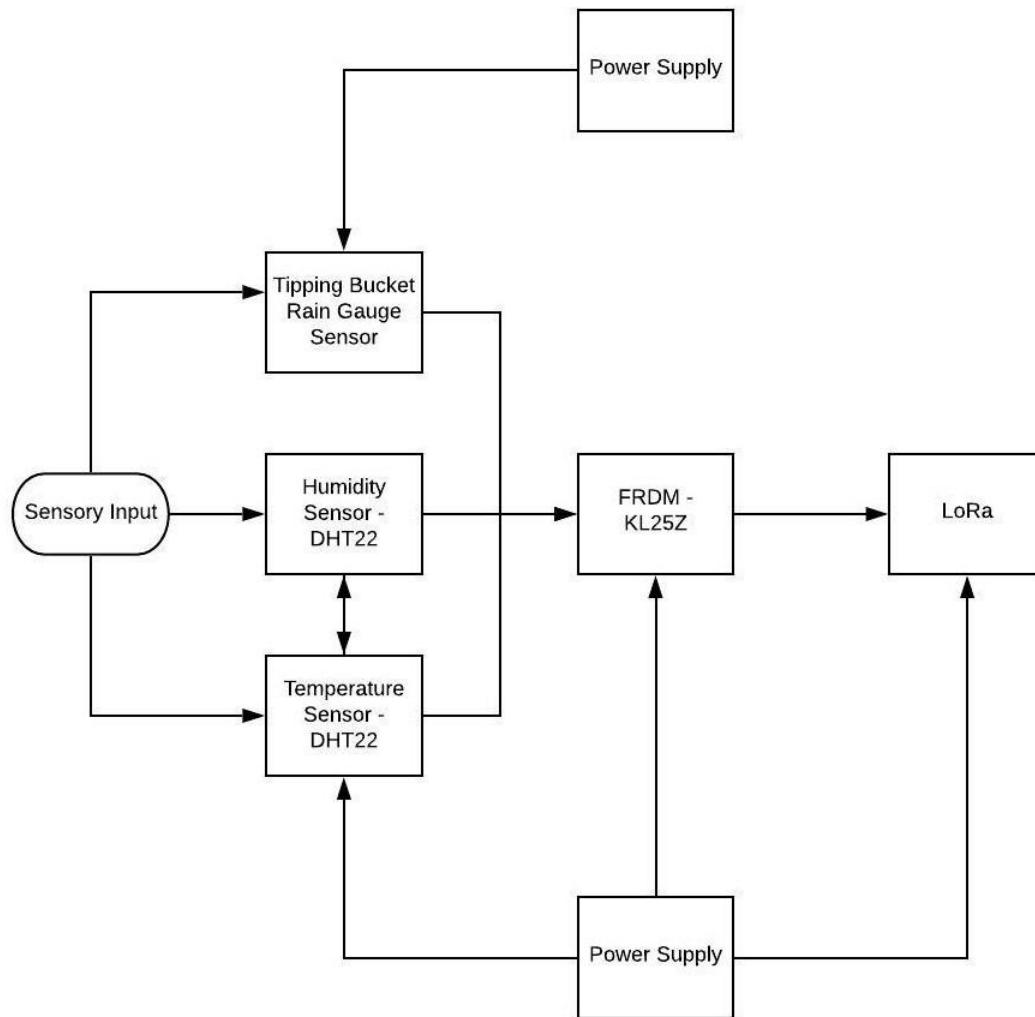 Power Supply
Tipping Bucket
Rain Gauge
Sensor
Sensory Input
Humidity
Sensor -
DHT22
FRDM -
KL25Z
LoRa
Temperature
Sensor -
DHT22
Power Supply